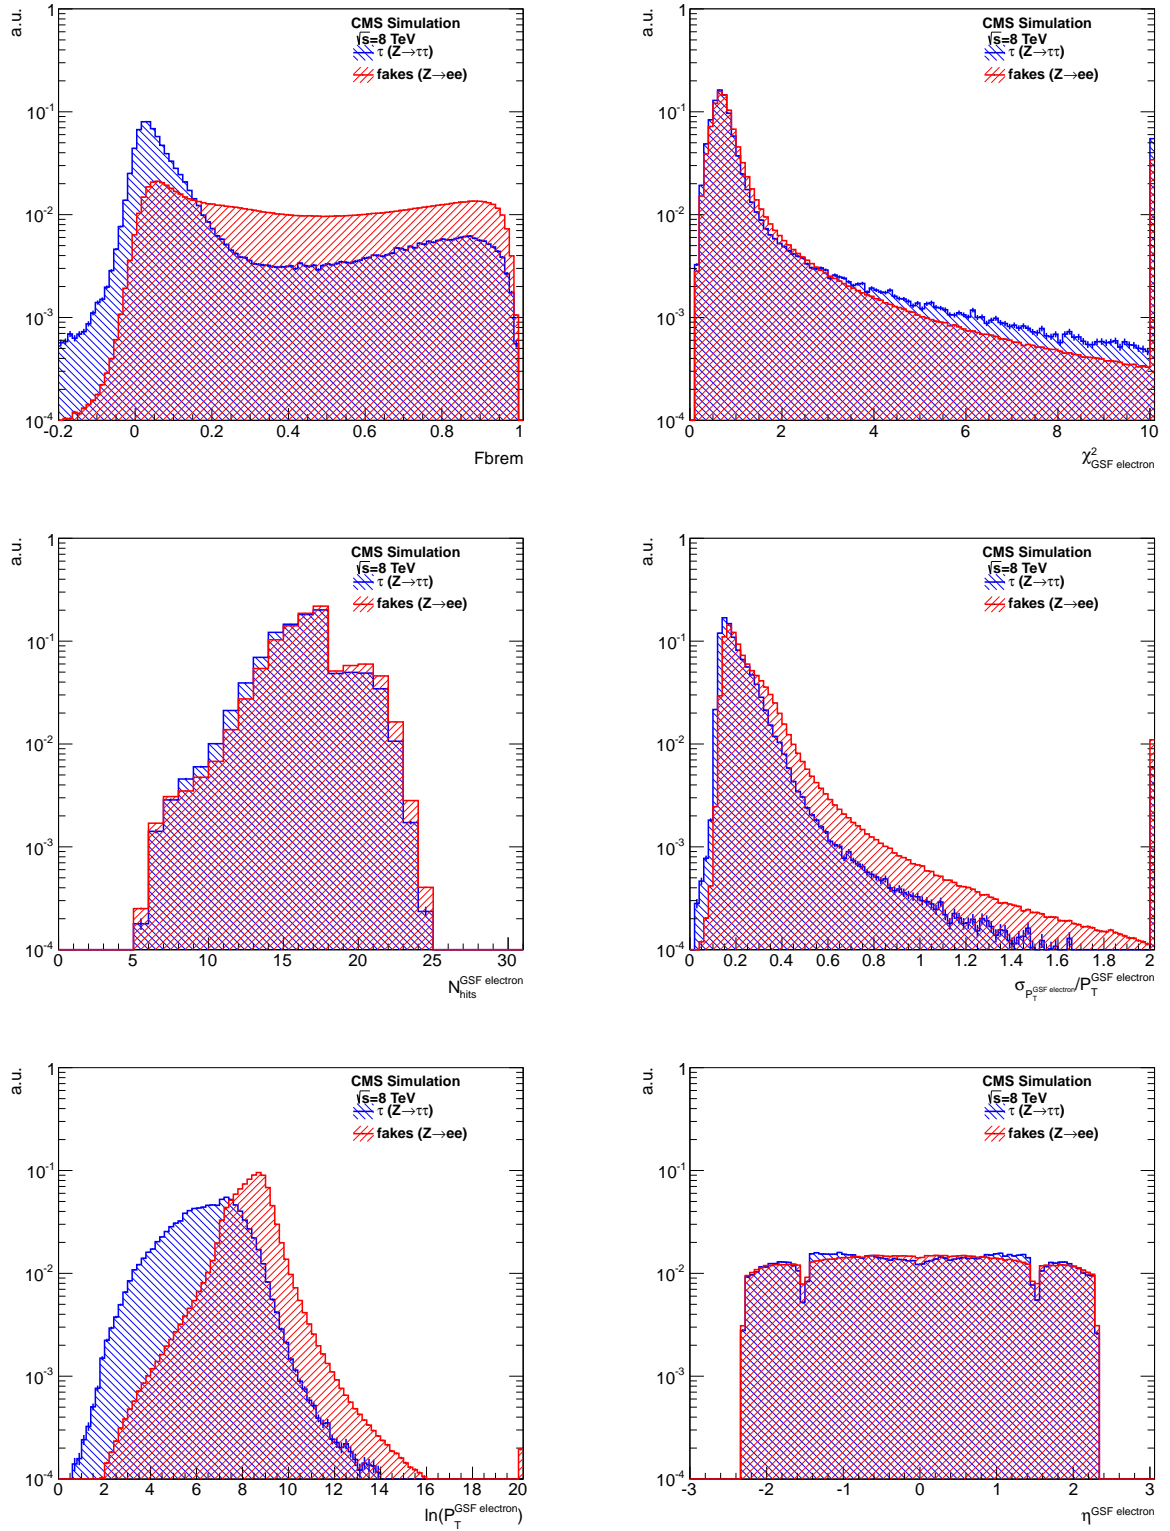 a.u.
1
10-1
10-2
10-3
10-4
CMS Simulation
√s=8 TeV
τ (Z→ττ)
fakes (Z→ee)
-0.2 0 0.2 0.4 0.6 0.8 1
Fbrem
a.u.
1
10-1
10-2
10-3
10-4
CMS Simulation
√s=8 TeV
τ (Z→ττ)
fakes (Z→ee)
0 2 4 6 8 10
χ2 GSF electron
a.u.
1
10-1
10-2
10-3
10-4
CMS Simulation
√s=8 TeV
τ (Z→ττ)
fakes (Z→ee)
0 5 10 15 20 25 30
N GSF electron hits
a.u.
1
10-1
10-2
10-3
10-4
CMS Simulation
√s=8 TeV
τ (Z→ττ)
fakes (Z→ee)
0 0.2 0.4 0.6 0.8 1 1.2 1.4 1.6 1.8 2
σ P T GSF electron/P T GSF electron
a.u.
1
10-1
10-2
10-3
10-4
CMS Simulation
√s=8 TeV
τ (Z→ττ)
fakes (Z→ee)
0 2 4 6 8 10 12 14 16 18 20
ln(P T GSF electron)
a.u.
1
10-1
10-2
10-3
10-4
CMS Simulation
√s=8 TeV
τ (Z→ττ)
fakes (Z→ee)
-3 -2 -1 0 1 2 3
η GSF electron